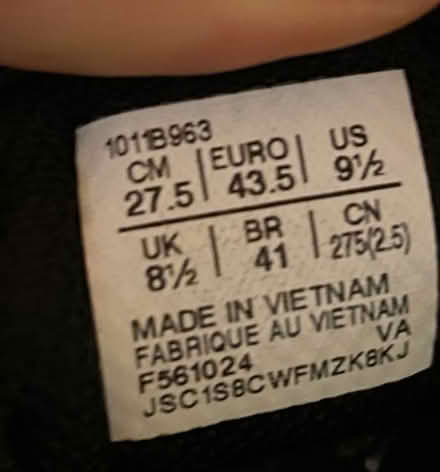 1011B963
CM | EURO | US
27.5 | 43.5 | 9½
UK | BR | CN
8½ | 41 | 275(2.5)
MADE IN VIETNAM
FABRIQUE AU VIETNAM
F561024 VA
JSC1S8CWFMZK8KJ